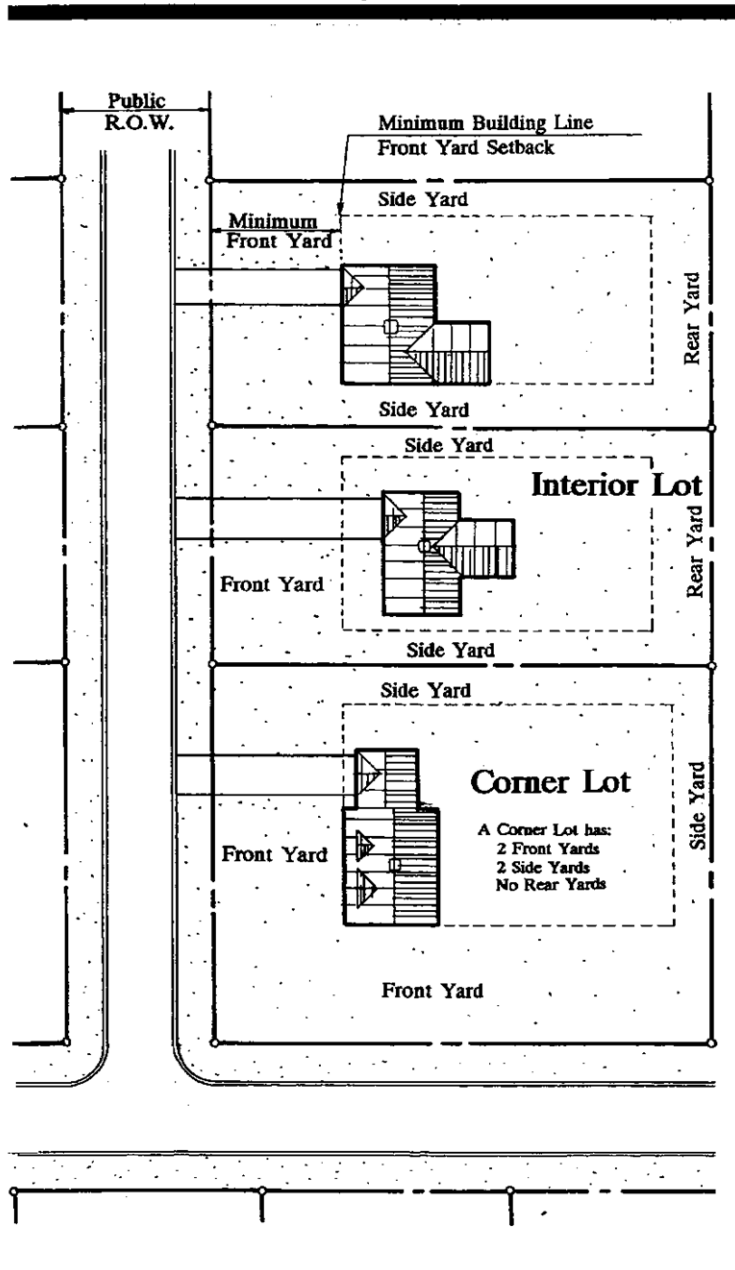 Public
R.O.W.
Minimum Building Line
Front Yard Setback
Side Yard
Minimum
Front Yard
Rear Yard
Side Yard
Side Yard
Interior Lot
Rear Yard
Front Yard
Side Yard
Side Yard
Corner Lot
Side Yard
A Corner Lot has:
2 Front Yards
2 Side Yards
No Rear Yards
Front Yard
Front Yard